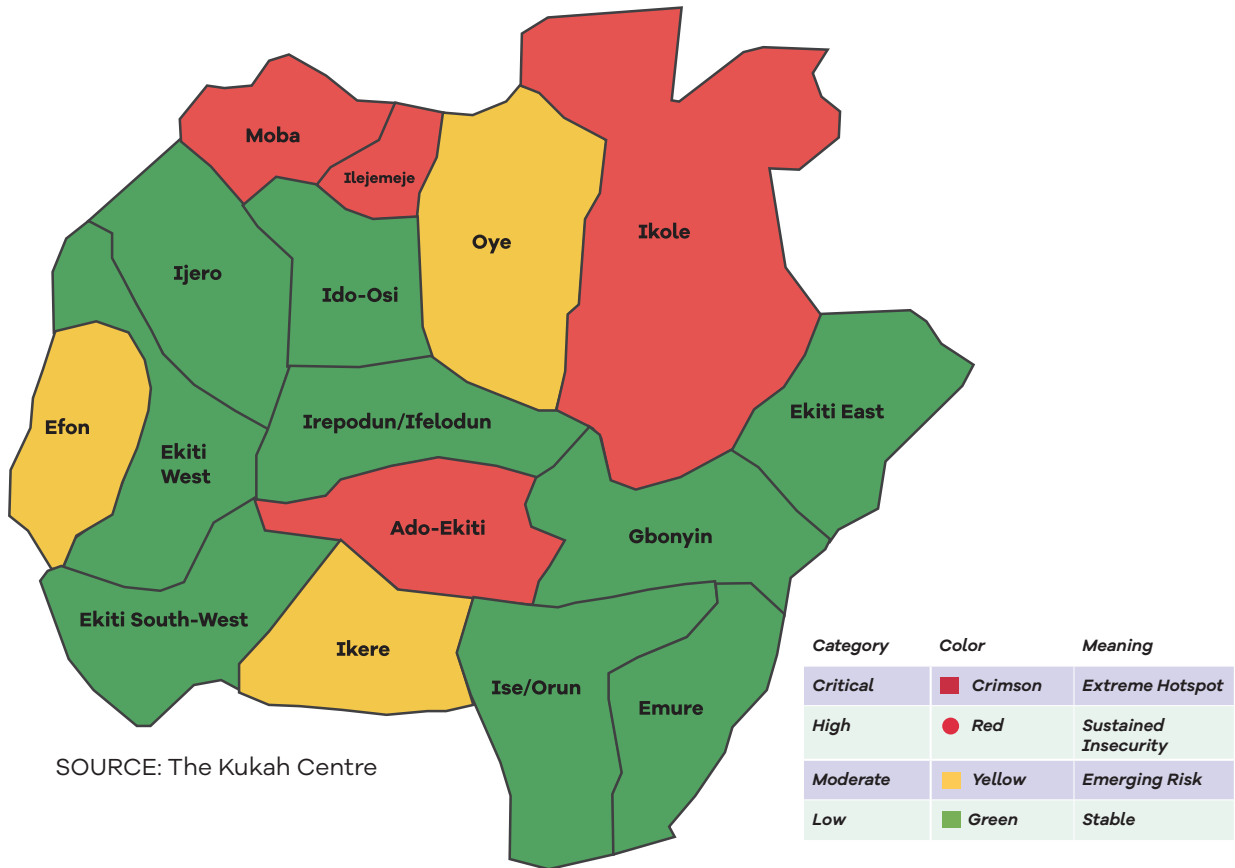 Moba
Ilejemeje
Oye
Ikole
Ijero
Ido-Osi
Ekiti East
Efon
Irepodun/Ifelodun
Ekiti
West
Ado-Ekiti
Gbonyin
Ekiti South-West
Ikere
Ise/Orun
Emure
SOURCE: The Kukah Centre
Category Color Meaning
Critical Crimson Extreme Hotspot
High Red Sustained
Insecurity
Moderate Yellow Emerging Risk
Low Green Stable